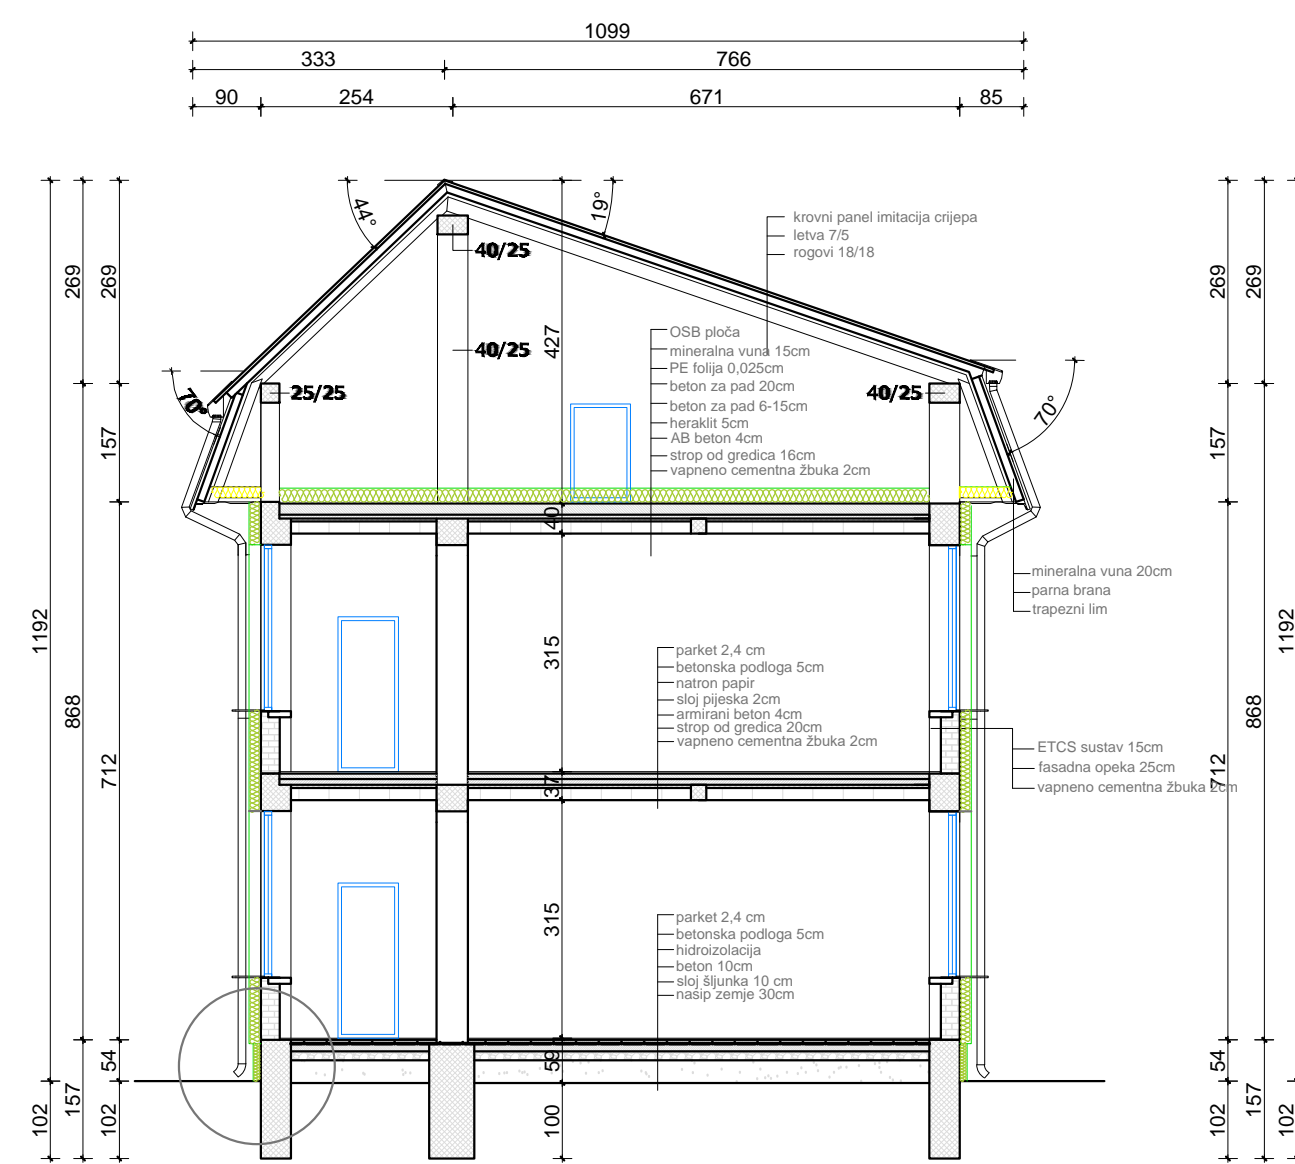 1099
333
766
90
254
671
85
44°
19°
70°
70°
40/25
40/25
25/25
40/25
krovni panel imitacija crijepa
letva 7/5
rogovi 18/18
OSB ploča
mineralna vuna 15cm
PE folija 0,025cm
beton za pad 20cm
beton za pad 6-15cm
heraklit 5cm
AB beton 4cm
strop od gredica 16cm
vapneno cementna žbuka 2cm
mineralna vuna 20cm
parna brana
trapezni lim
parket 2,4 cm
betonska podloga 5cm
natron papir
sloj pijeska 2cm
armirani beton 4cm
strop od gredica 20cm
vapneno cementna žbuka 2cm
ETCS sustav 15cm
fasadna opeka 25cm
vapneno cementna žbuka 2cm
parket 2,4 cm
betonska podloga 5cm
hidroizolacija
beton 10cm
sloj šljunka 10 cm
nasip zemje 30cm
1192
102
269
868
157
269
157
712
54
102
427
40
315
37
315
59
100
269
157
712
54
102
269
868
157
1192
102